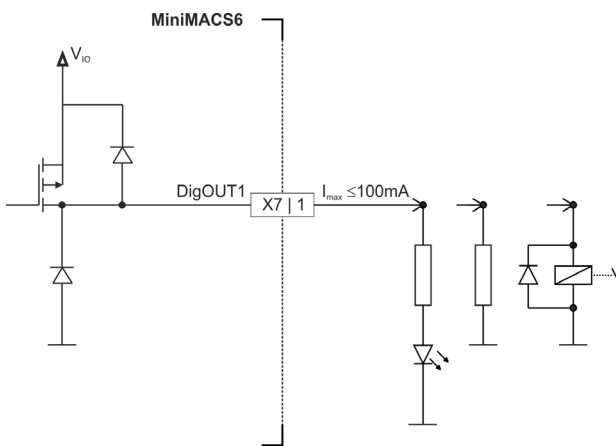 MiniMACS6
VIO
DigOUT1
X7 | 1
Imax ≤100mA